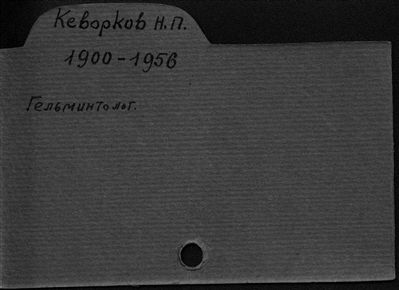 Кеворков Н.П.
1900-1956
Гельминтолог.